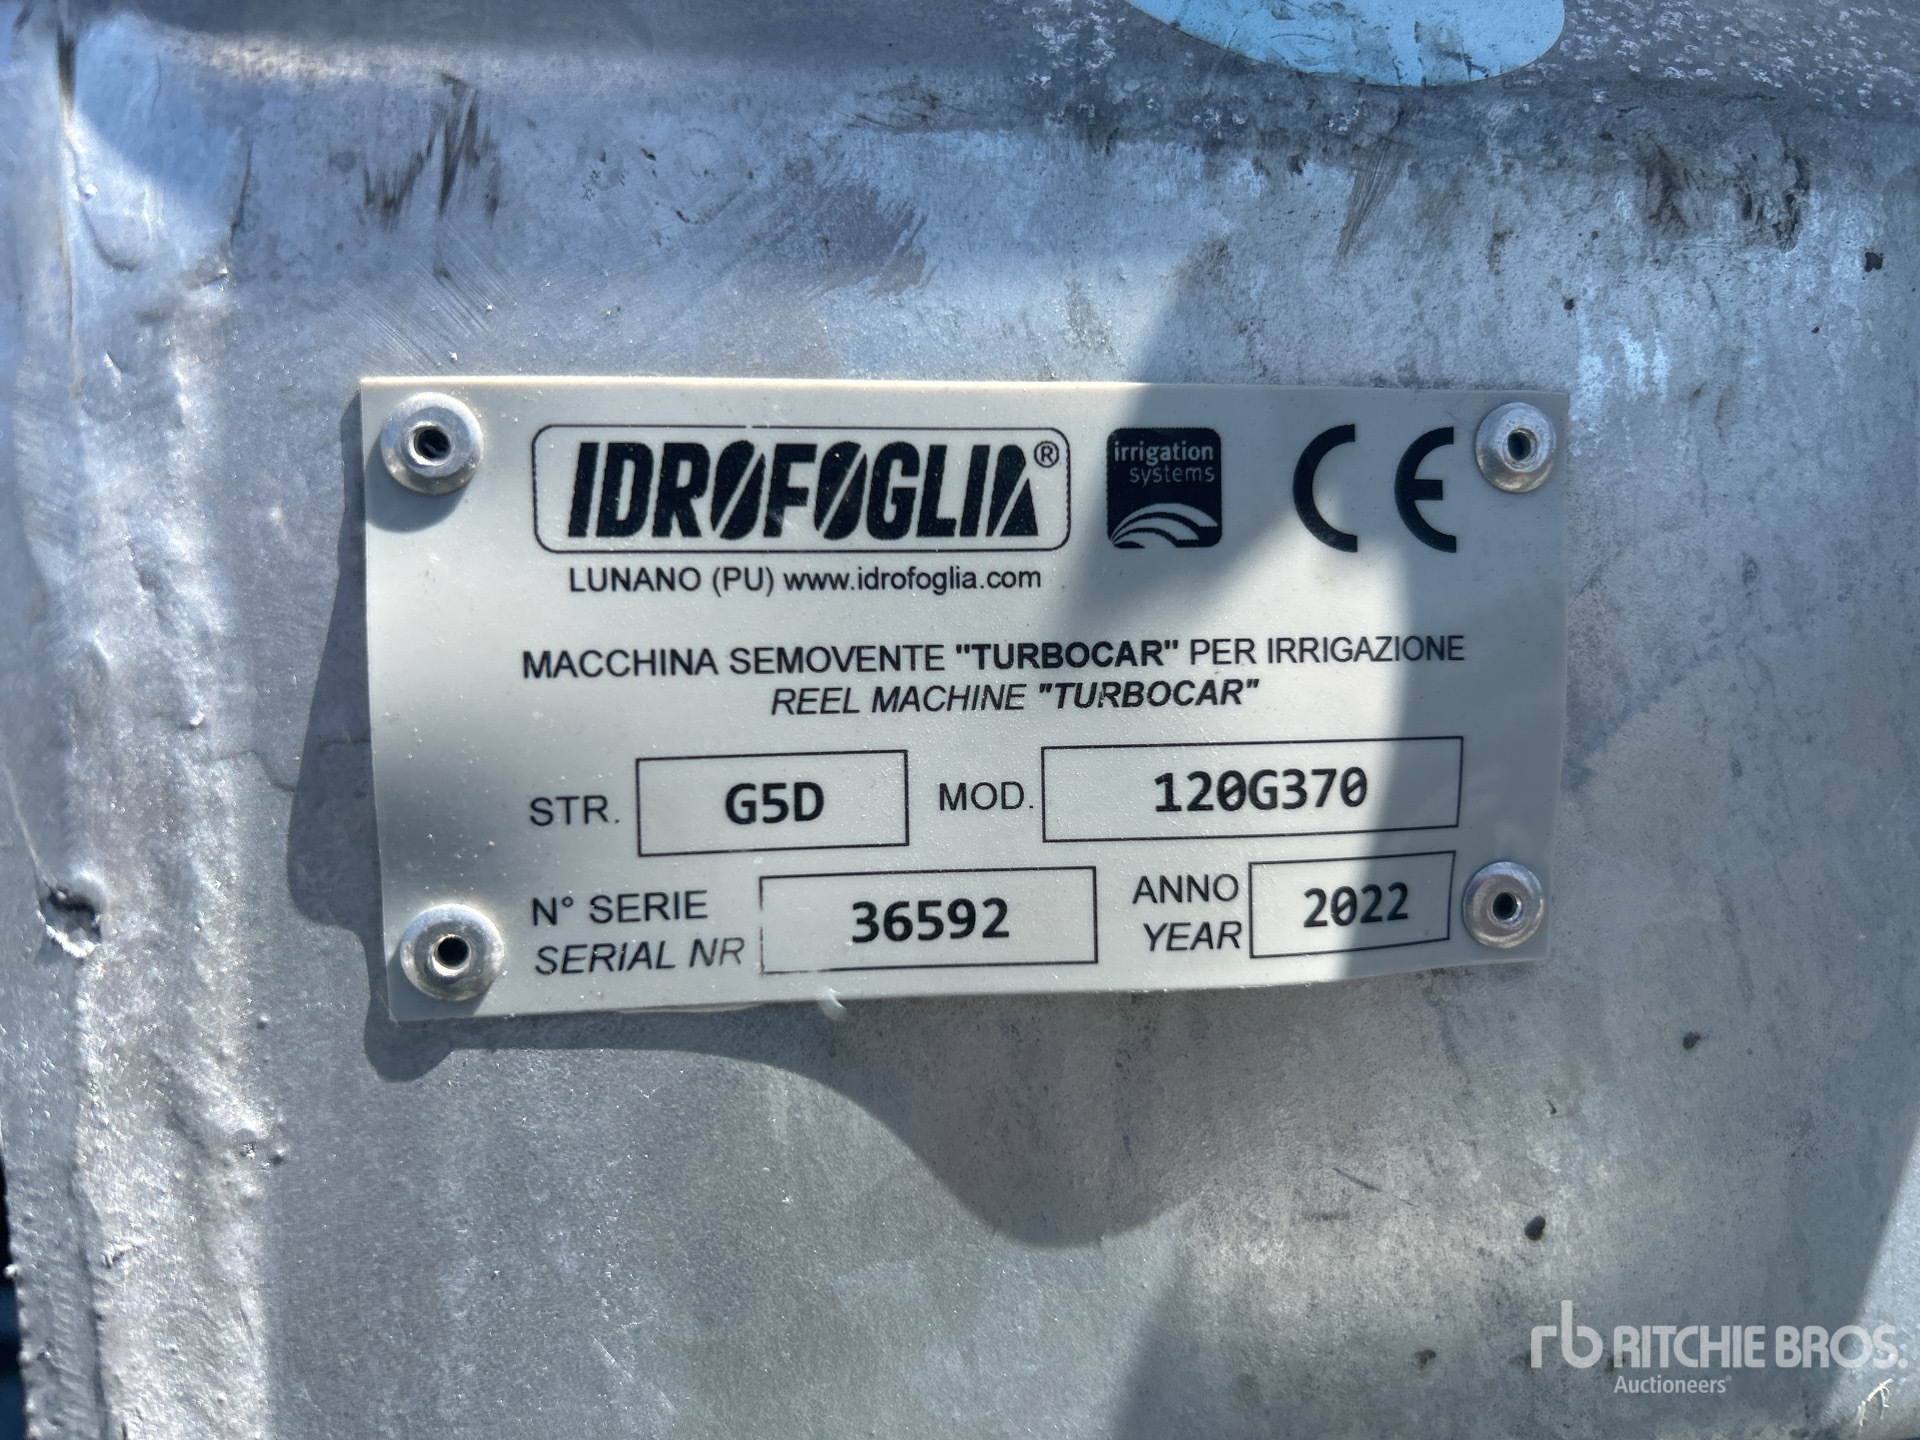 IDROFOGLIA®
irrigation
systems
CE
LUNANO (PU) www.idrofoglia.com
MACCHINA SEMOVENTE "TURBOCAR" PER IRRIGAZIONE
REEL MACHINE "TURBOCAR"
STR. G5D MOD. 120G370
N° SERIE
SERIAL NR
36592
ANNO
YEAR
2022
rb RITCHIE BROS.
Auctioneers